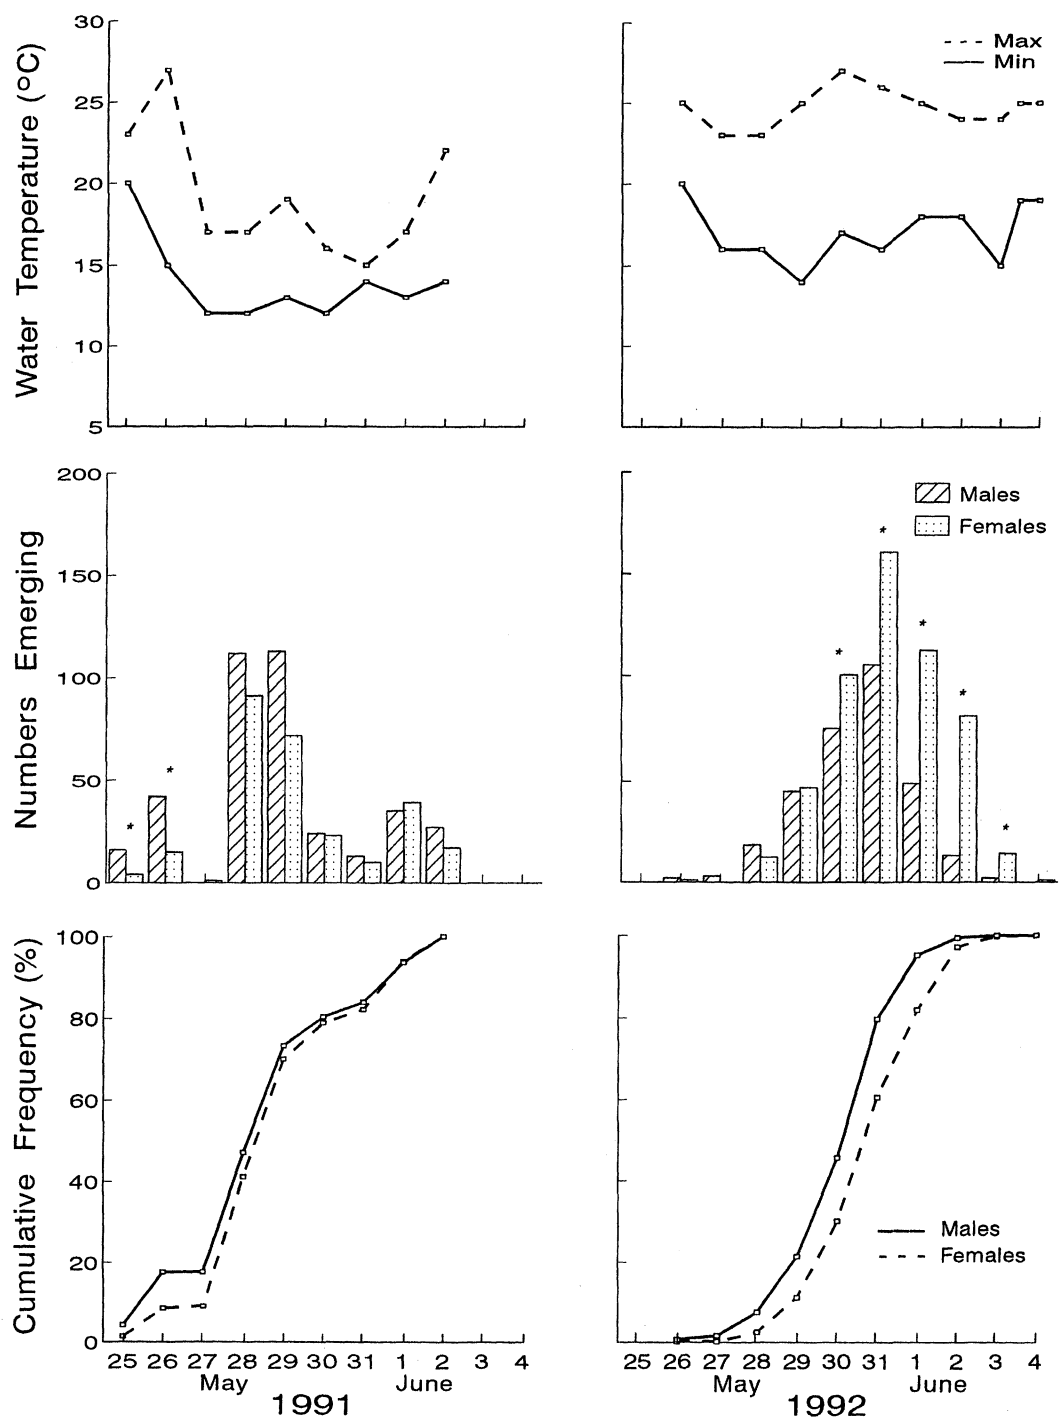 Water Temperature (°C)
30
25
20
15
10
5
Max
Min
Numbers Emerging
200
150
100
50
0
*
*
Males
Females
*
*
*
*
*
Cumulative Frequency (%)
100
80
60
40
20
0
25 26 27 28 29 30 31 1 2 3 4
May June
1991
Males
Females
25 26 27 28 29 30 31 1 2 3 4
May June
1992